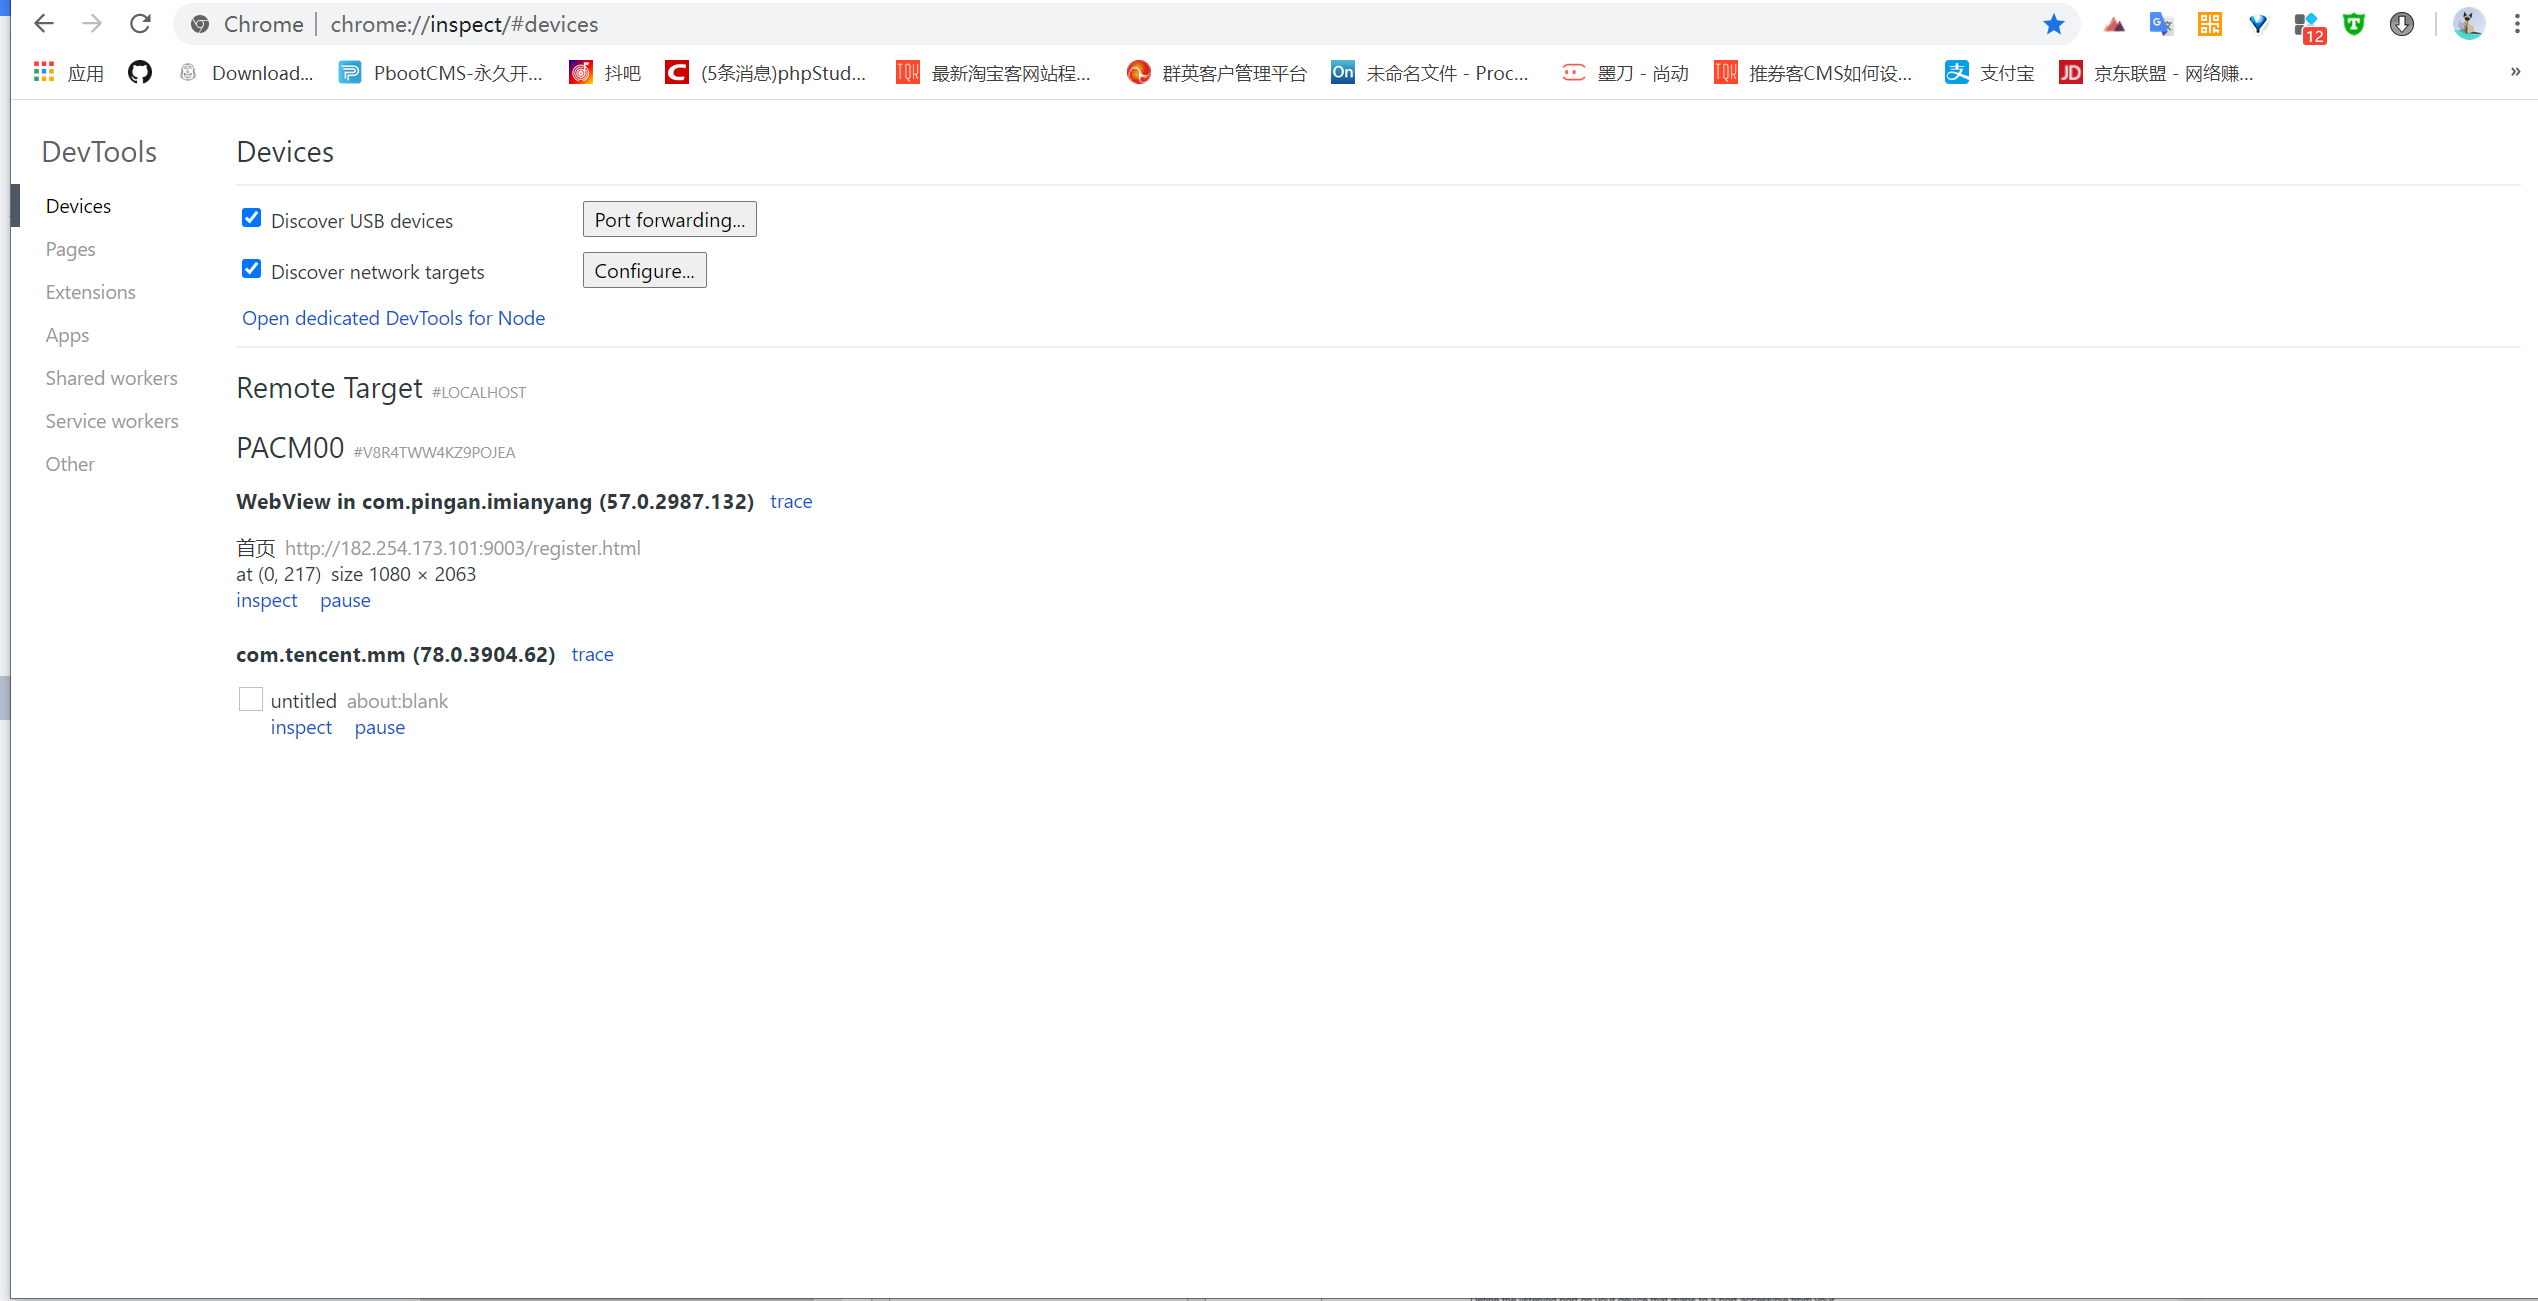 Chrome | chrome://inspect/#devices
12
应用 Download... PbootCMS-永久开... 抖吧 (5条消息)phpStud... 最新淘宝客网站程... 群英客户管理平台 On 未命名文件 - Proc... 墨刀 - 尚动 推券客CMS如何设... 支付宝 JD 京东联盟 - 网络赚... »
DevTools
Devices
Pages
Extensions
Apps
Shared workers
Service workers
Other
Devices
Discover USB devices Port forwarding...
Discover network targets Configure...
Open dedicated DevTools for Node
Remote Target #LOCALHOST
PACM00 #V8R4TWW4KZ9POJEA
WebView in com.pingan.imianyang (57.0.2987.132) trace
首页 http://182.254.173.101:9003/register.html
at (0, 217) size 1080 × 2063
inspect pause
com.tencent.mm (78.0.3904.62) trace
untitled about:blank
inspect pause